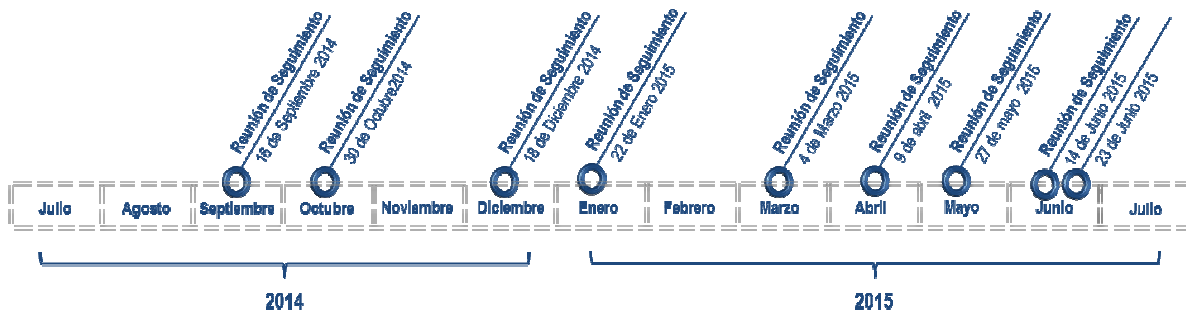 Reunión de Seguimiento
16 de Septiembre 2014
Reunión de Seguimiento
30 de Octubre2014
Reunión de Seguimiento
18 de Diciembre 2014
Reunión de Seguimiento
22 de Enero 2015
Reunión de Seguimiento
4 de Marzo 2015
Reunión de Seguimiento
9 de abril 2015
Reunión de Seguimiento
27 de mayo 2015
Reunión de Seguimiento
14 de Junio 2015
23 de Junio 2015
Julio
Agosto
Septiembre
Octubre
Noviembre
Diciembre
Enero
Febrero
Marzo
Abril
Mayo
Junio
Julio
2014
2015